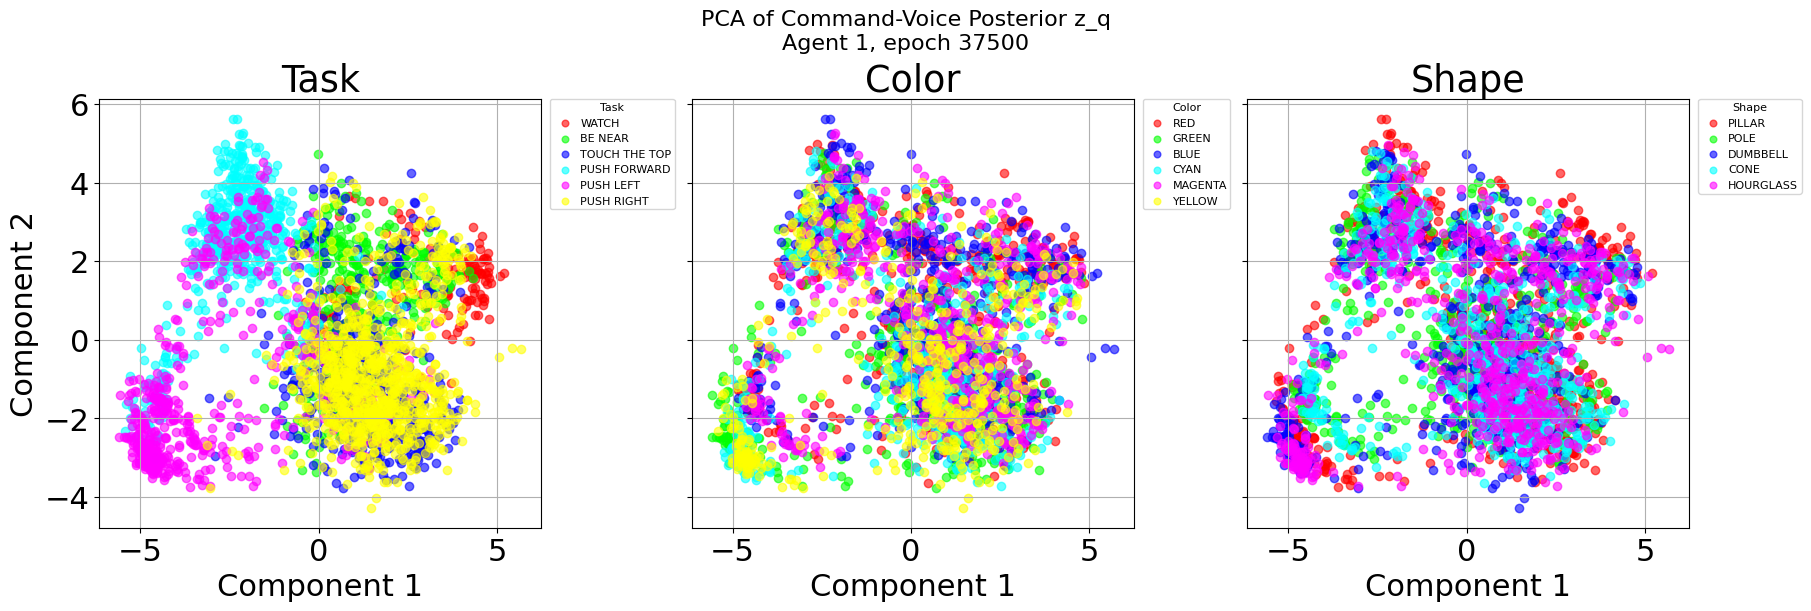 PCA of Command-Voice Posterior z_q
Agent 1, epoch 37500
Task
Color
Shape
Component 2
6
4
2
0
−2
−4
−5 0 5
Component 1
Task
WATCH
BE NEAR
TOUCH THE TOP
PUSH FORWARD
PUSH LEFT
PUSH RIGHT
−5 0 5
Component 1
Color
RED
GREEN
BLUE
CYAN
MAGENTA
YELLOW
−5 0 5
Component 1
Shape
PILLAR
POLE
DUMBBELL
CONE
HOURGLASS